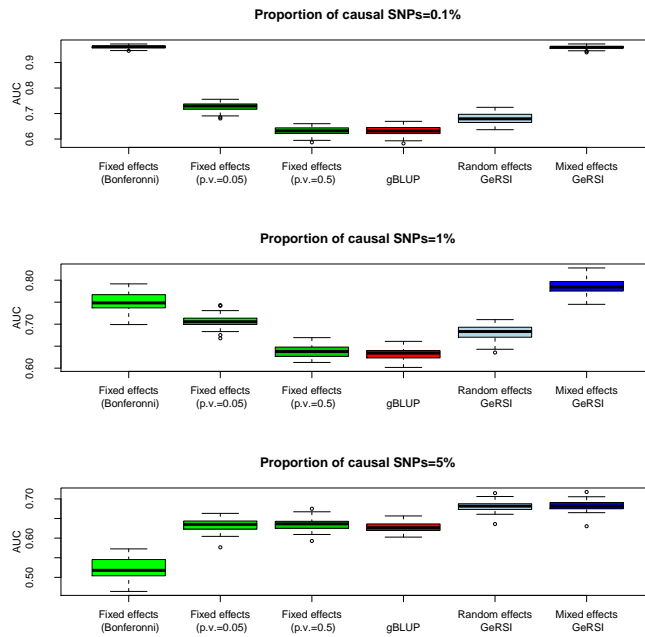 Proportion of causal SNPs=0.1%
AUC
0.9
0.8
0.7
0.6
Fixed effects Fixed effects Fixed effects gBLUP Random effects Mixed effects
(Bonferonni) (p.v.=0.05) (p.v.=0.5) GeRSI GeRSI
Proportion of causal SNPs=1%
AUC
0.80
0.70
0.60
Fixed effects Fixed effects Fixed effects gBLUP Random effects Mixed effects
(Bonferonni) (p.v.=0.05) (p.v.=0.5) GeRSI GeRSI
Proportion of causal SNPs=5%
AUC
0.70
0.60
0.50
Fixed effects Fixed effects Fixed effects gBLUP Random effects Mixed effects
(Bonferonni) (p.v.=0.05) (p.v.=0.5) GeRSI GeRSI